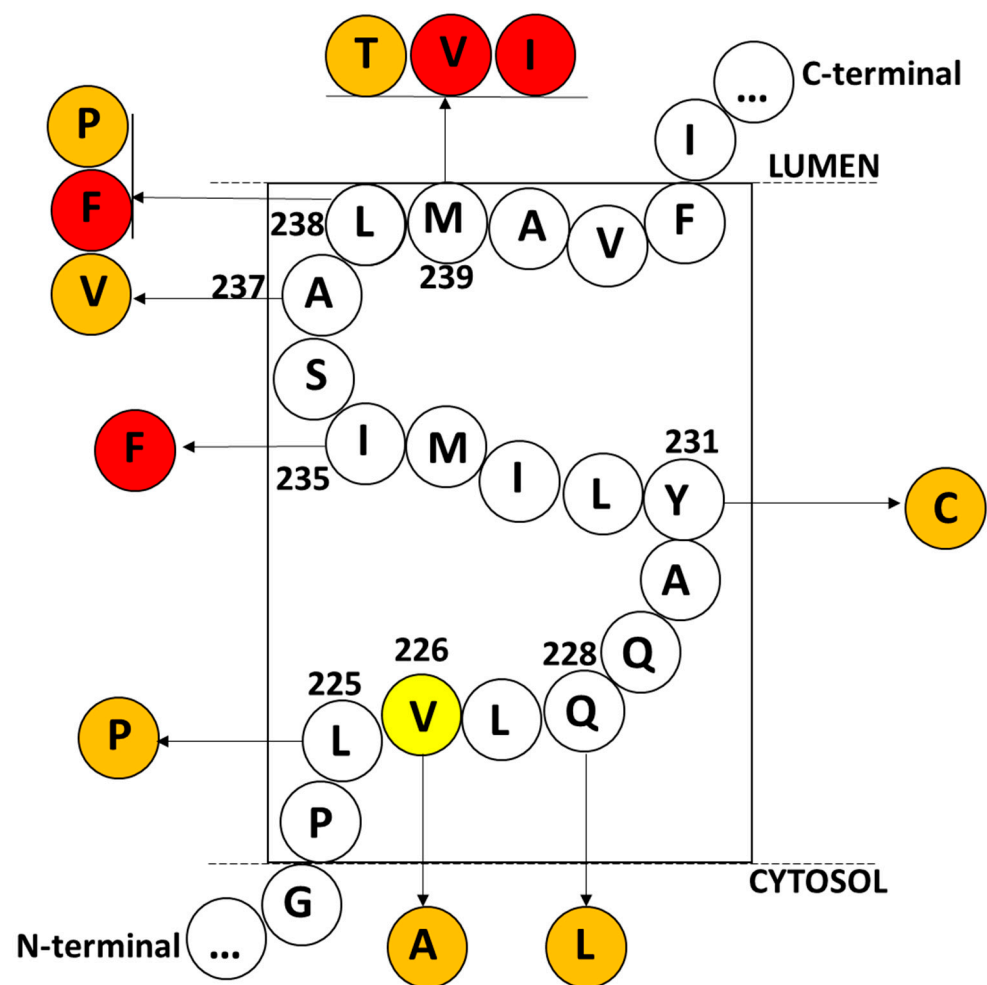 T V I
... C-terminal
P
I
LUMEN
F
238 L M A V F
239
V 237 A
S
231
F I M I L Y
235
C
A
226 228 Q
225
P L V L Q
P
CYTOSOL
G
N-terminal ... A L